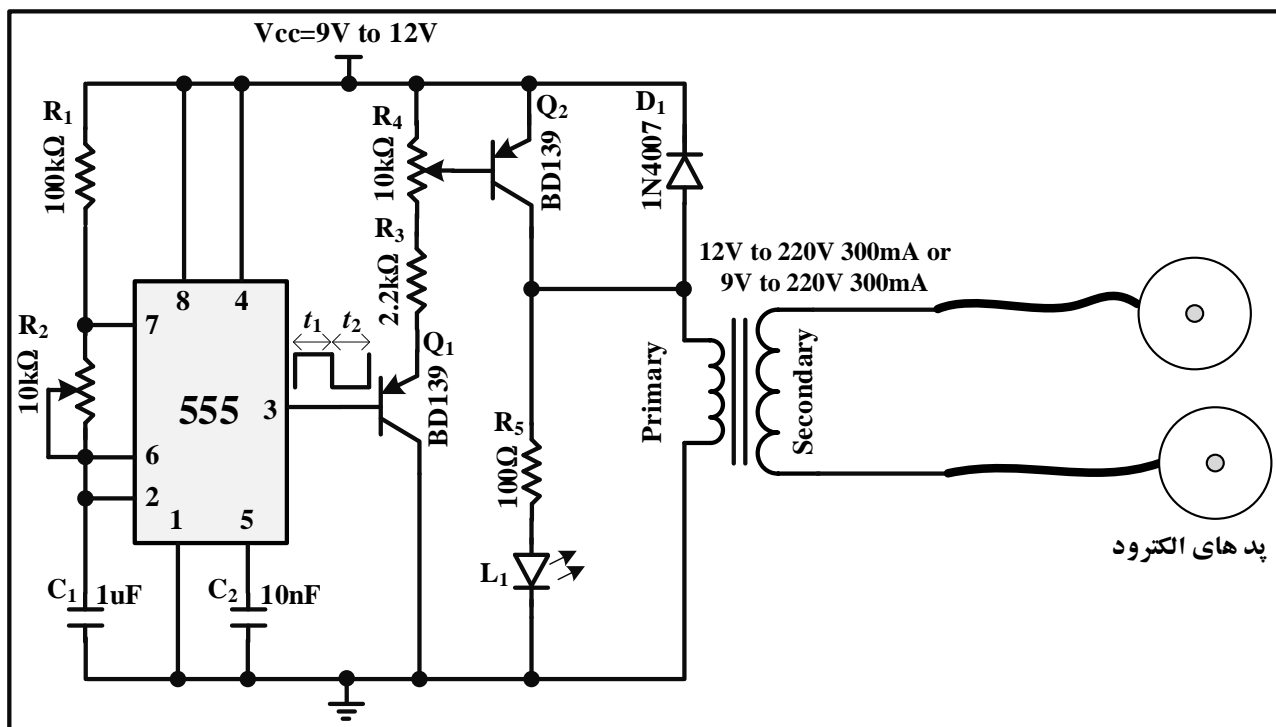 Vcc=9V to 12V
R1
100kΩ
R2
10kΩ
8
4
7
555
3
6
2
1
5
t1
t2
C1
1uF
C2
10nF
R4
10kΩ
R3
2.2kΩ
Q1
BD139
Q2
BD139
D1
1N4007
R5
100Ω
L1
12V to 220V 300mA or
9V to 220V 300mA
Primary
Secondary
پد های الکترود